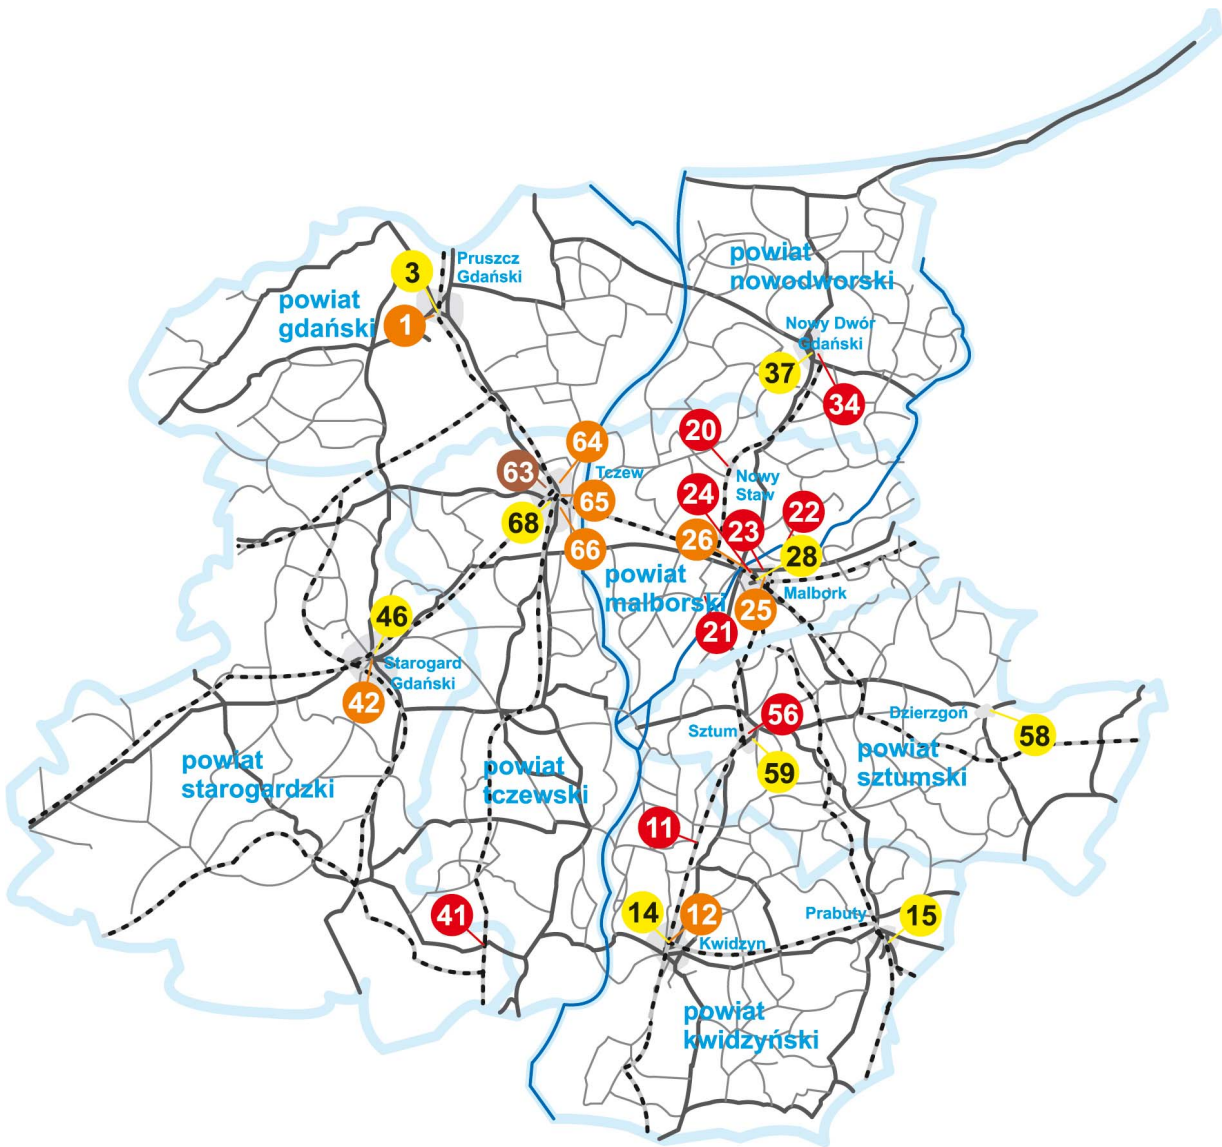 3
Pruszcz
Gdański
powiat
gdański
1
powiat
nowodworski
Nowy Dwór
Gdański
37
34
20
64
63
Tczew
65
68
66
Nowy
Staw
24
23
22
26
28
powiat
malborski
Malbork
25
21
46
Starogard
Gdański
42
56
Sztum
59
Dzierzgoń
58
powiat
sztumski
powiat
starogardzki
powiat
tczewski
11
41
14
12
Kwidzyn
Prabuty
15
powiat
kwidzyński